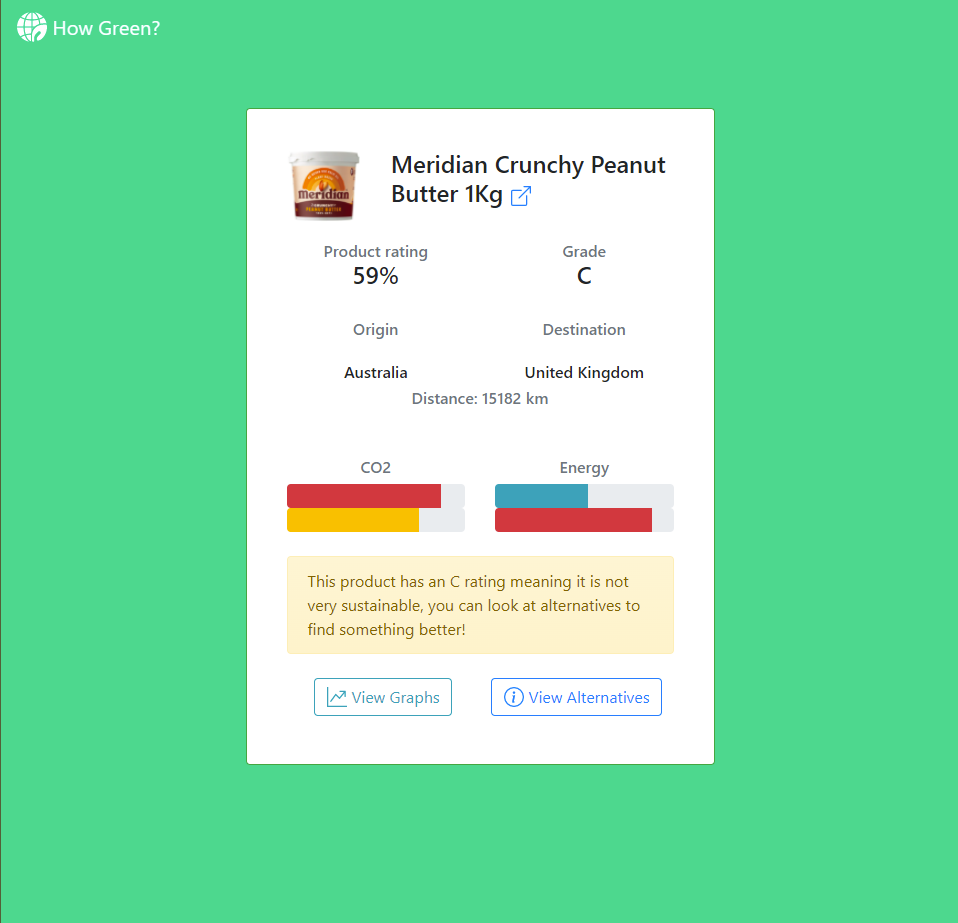 How Green?
Meridian Crunchy Peanut
Butter 1Kg
meridian
Product rating
59%
Grade
C
Origin
Destination
Australia
United Kingdom
Distance: 15182 km
CO2
Energy
This product has an C rating meaning it is not
very sustainable, you can look at alternatives to
find something better!
View Graphs
View Alternatives